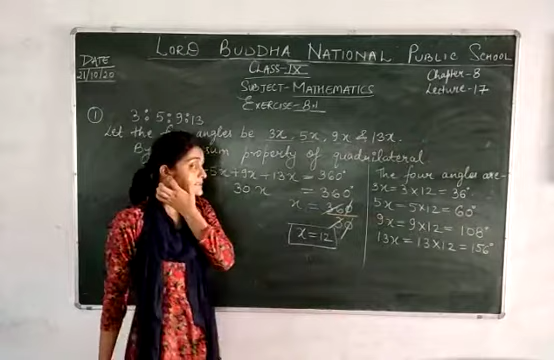 LORD BUDDHA NATIONAL PUBLIC SCHOOL
DATE
21/10/20
CLASS-IX
SUBJECT-MATHEMATICS
EXERCISE-8.1
Chapter-8
Lecture-17
① 3:5:9:13
Let the angles be 3x, 5x, 9x & 13x.
By sum property of quadrilateral
5x+9x+13x = 360°
30x = 360°
x = 360/30
x=12
The four angles are-
3x = 3×12 = 36°
5x = 5×12 = 60°
9x = 9×12 = 108°
13x = 13×12 = 156°